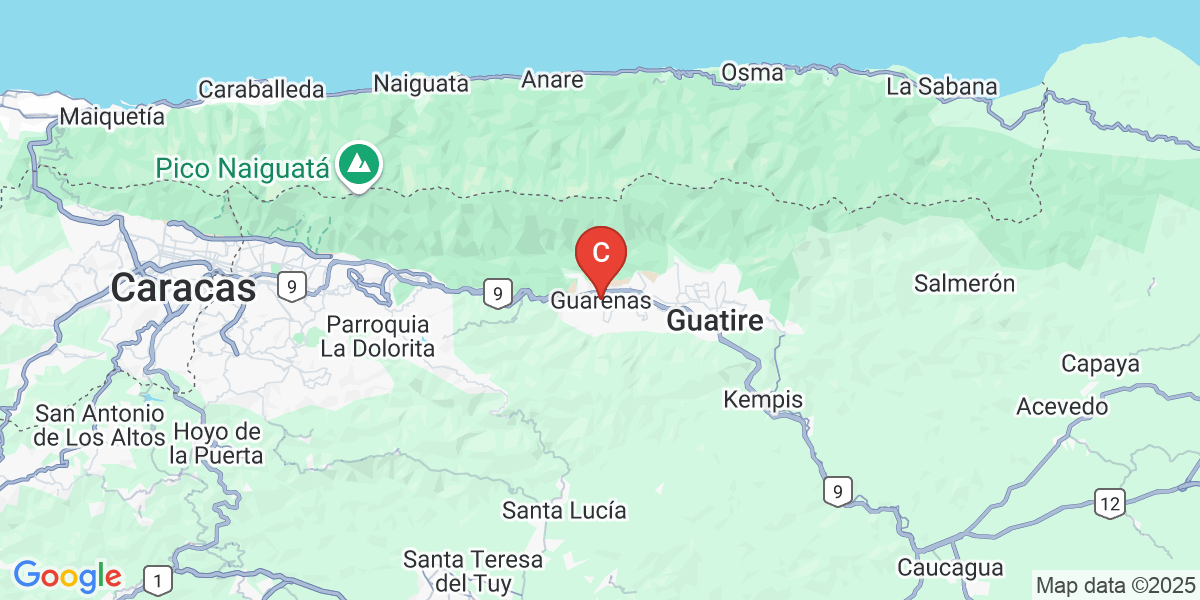 Osma
Anare
Naiguata
La Sabana
Caraballeda
Maiquetía
Pico Naiguatá
C
Salmerón
Caracas
9
9
Guarenas
Guatire
Parroquia
La Dolorita
Capaya
Kempis
Acevedo
San Antonio
de Los Altos
Hoyo de
la Puerta
9
12
Santa Lucía
Santa Teresa
del Tuy
Caucagua
Google
1
Map data ©2025